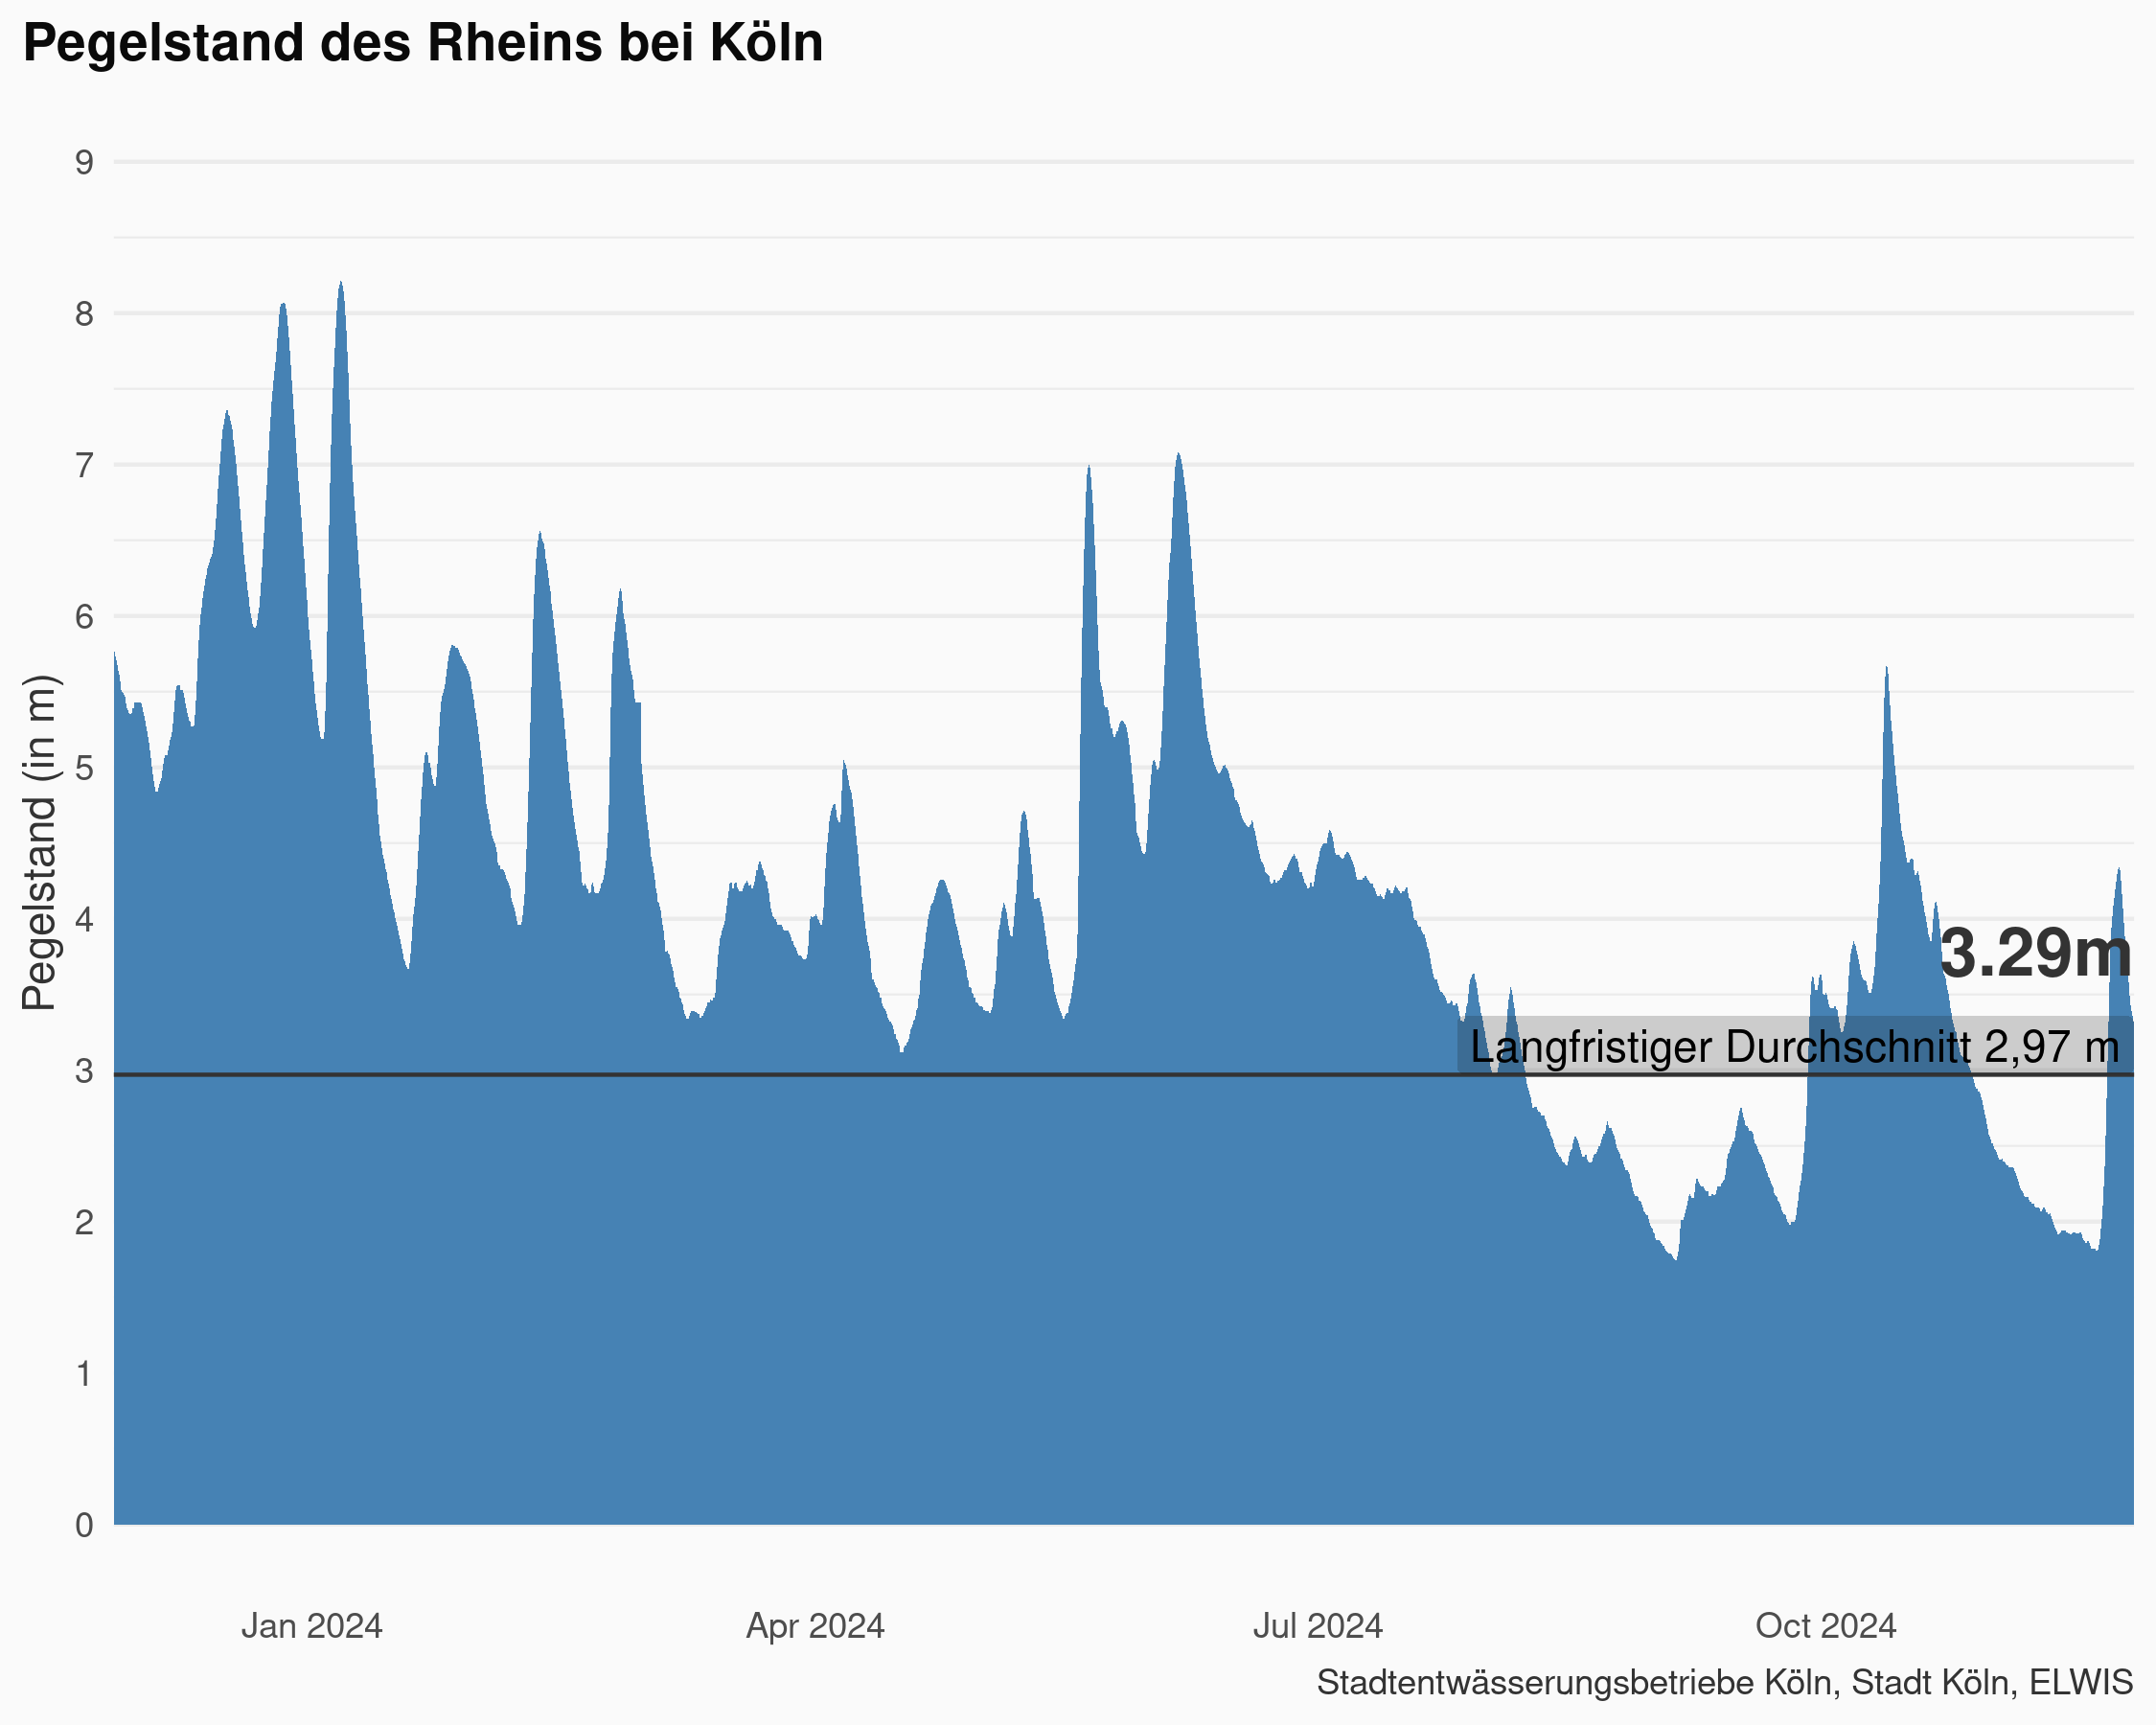 Pegelstand des Rheins bei Köln
Pegelstand (in m)
9
8
7
6
5
4
3
2
1
0
3.29m
Langfristiger Durchschnitt 2,97 m
Jan 2024
Apr 2024
Jul 2024
Oct 2024
Stadtentwässerungsbetriebe Köln, Stadt Köln, ELWIS